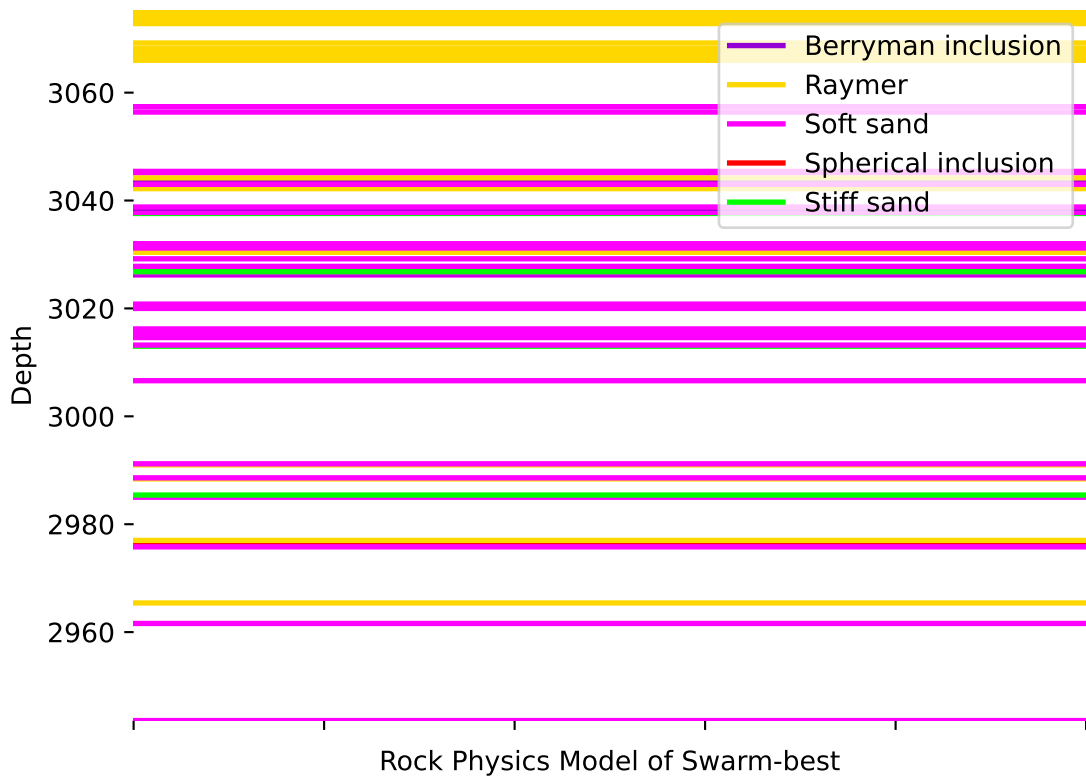 Berryman inclusion
Raymer
Soft sand
Spherical inclusion
Stiff sand
3060
3040
3020
3000
2980
2960
Depth
Rock Physics Model of Swarm-best